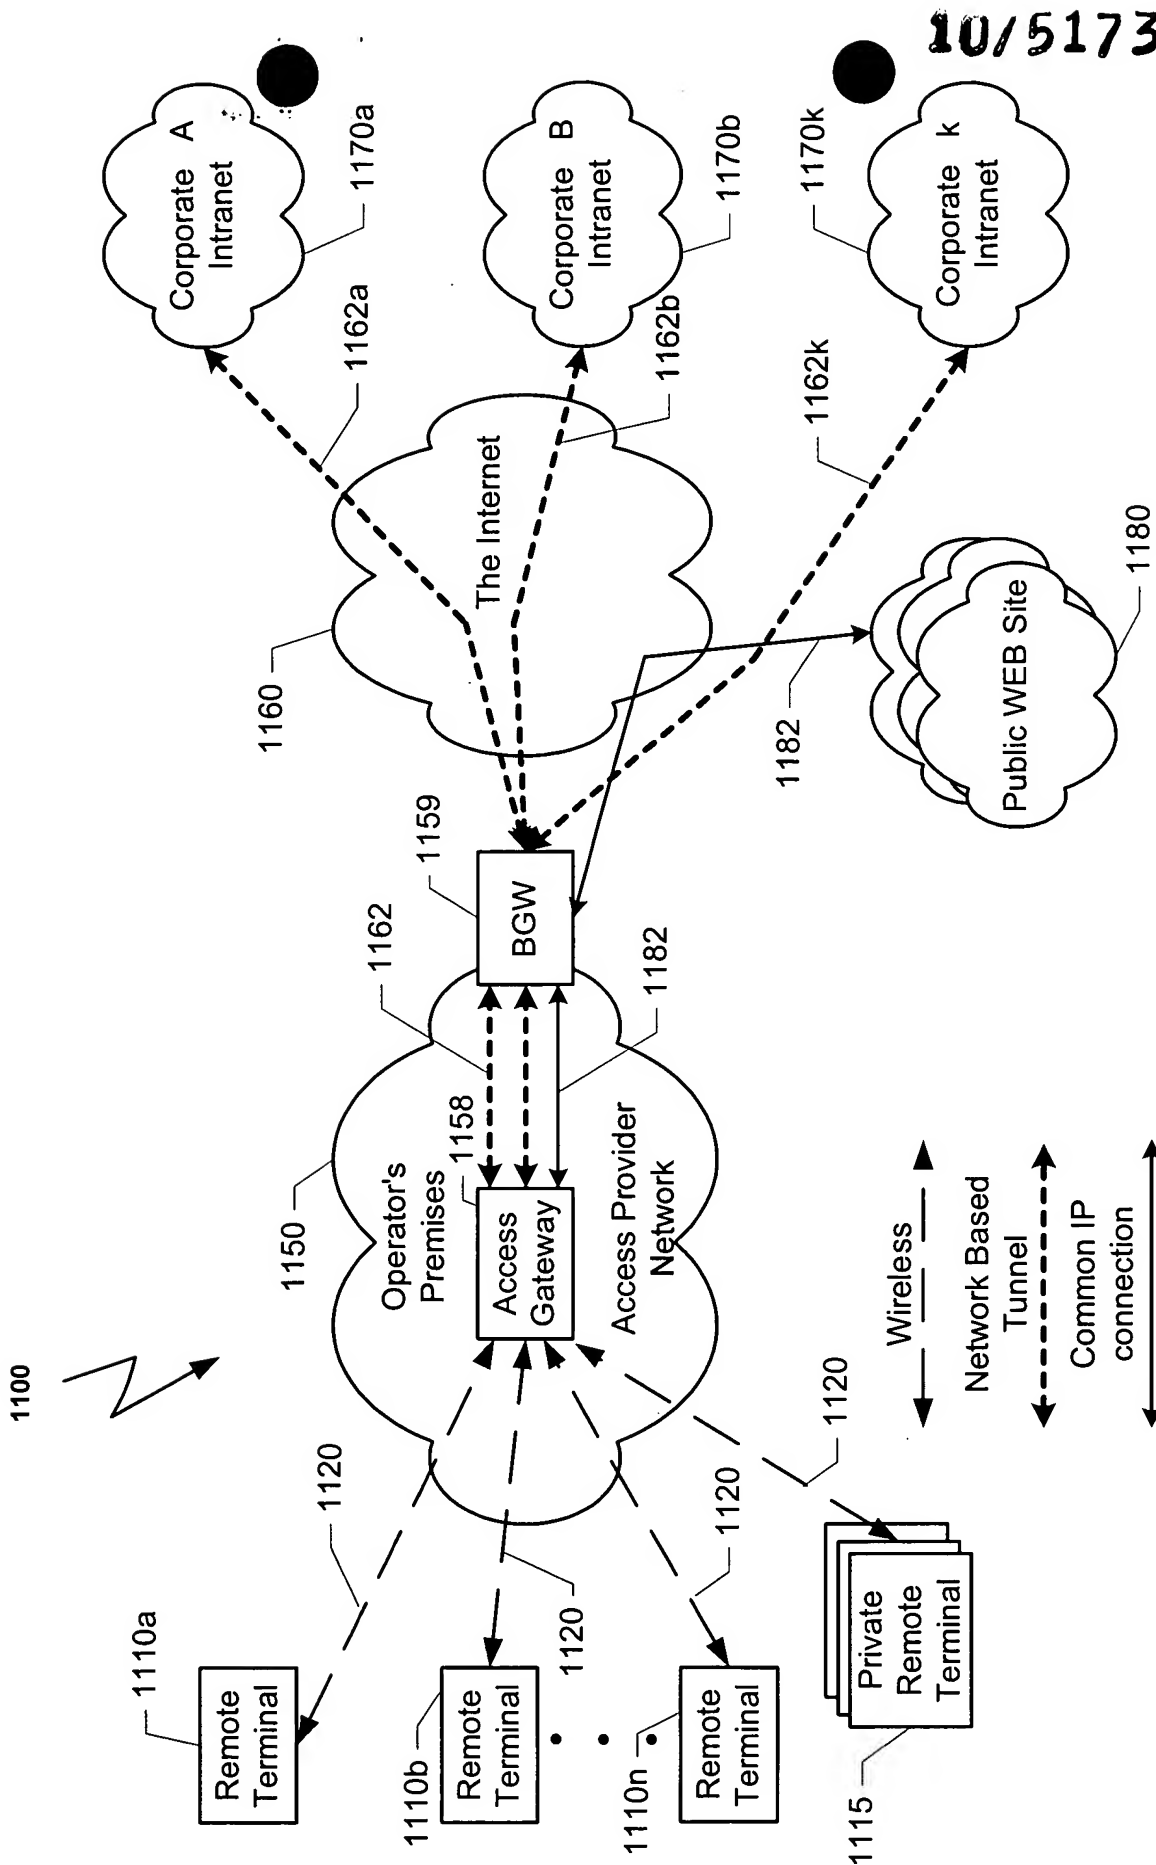 10/5173
1100
1110a
Remote
Terminal
1120
1110b
Remote
Terminal
1120
1110n
Remote
Terminal
1120
1115
Private
Remote
Terminal
1120
1150
Operator's
Premises
1158
Access
Gateway
Access Provider
Network
1162
1182
1159
BGW
1160
The Internet
1162a
1162b
1162k
1182
Corporate A
Intranet
1170a
Corporate B
Intranet
1170b
Corporate k
Intranet
1170k
Public WEB Site
1180
Wireless
Network Based
Tunnel
Common IP
connection